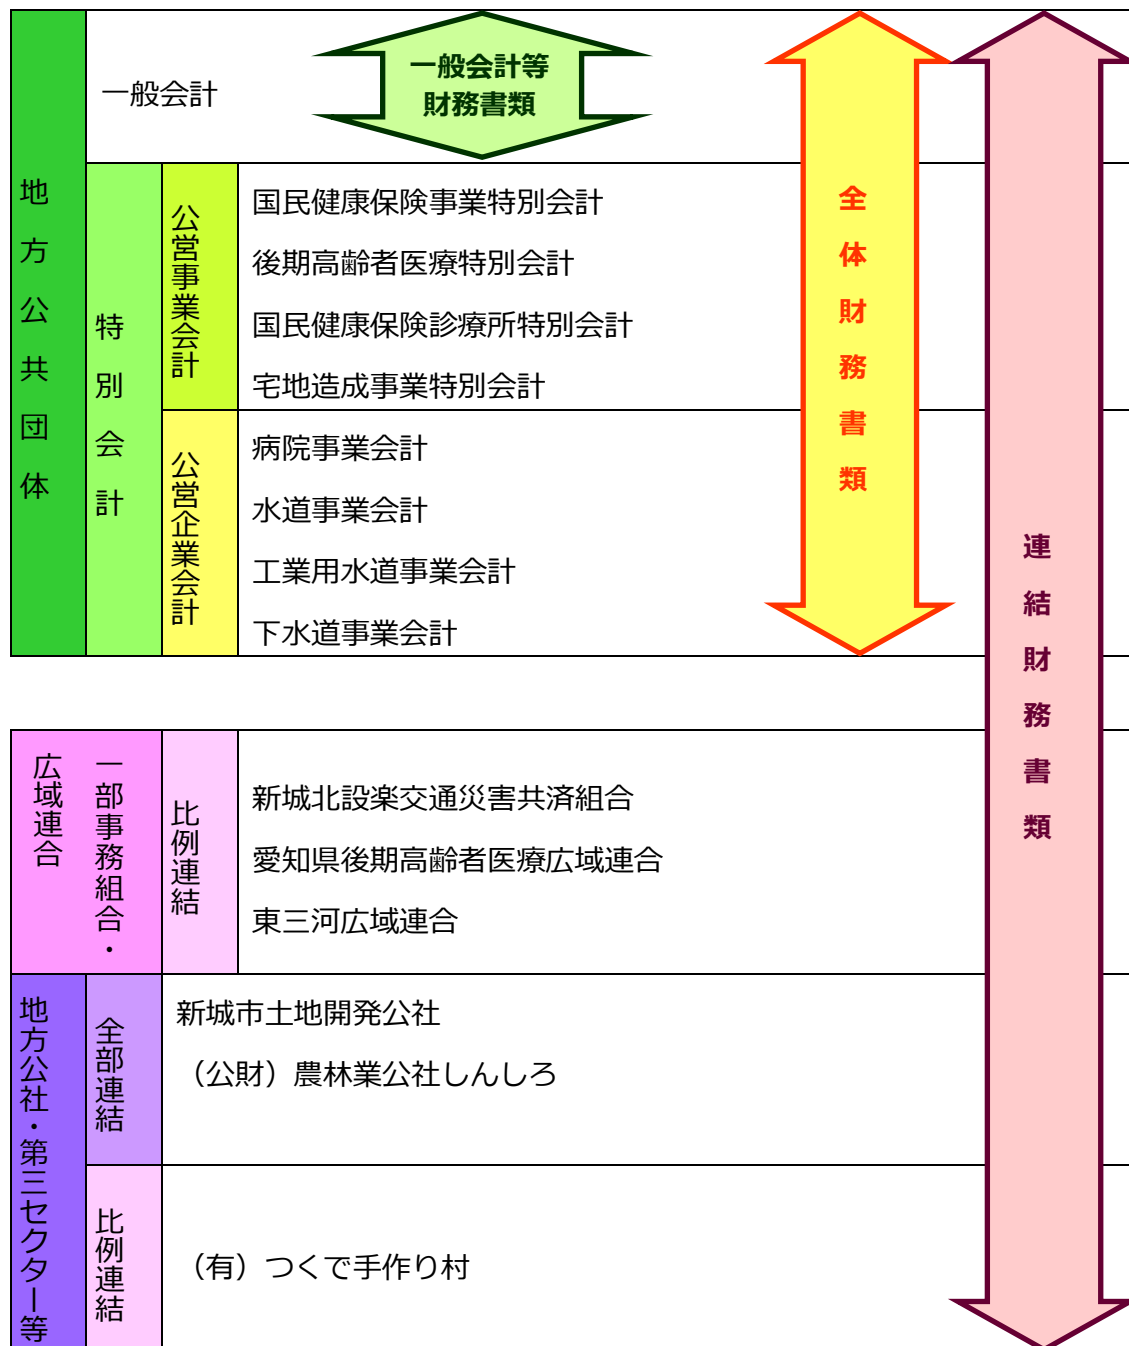 地方公共団体
一般会計
一般会計等
財務書類
特別会計
公営事業会計
国民健康保険事業特別会計
後期高齢者医療特別会計
国民健康保険診療所特別会計
宅地造成事業特別会計
公営企業会計
病院事業会計
水道事業会計
工業用水道事業会計
下水道事業会計
全体財務書類
連結財務書類
一部事務組合・
広域連合
比例連結
新城北設楽交通災害共済組合
愛知県後期高齢者医療広域連合
東三河広域連合
地方公社・第三セクター等
全部連結
新城市土地開発公社
（公財）農林業公社しんしろ
比例連結
（有）つくで手作り村